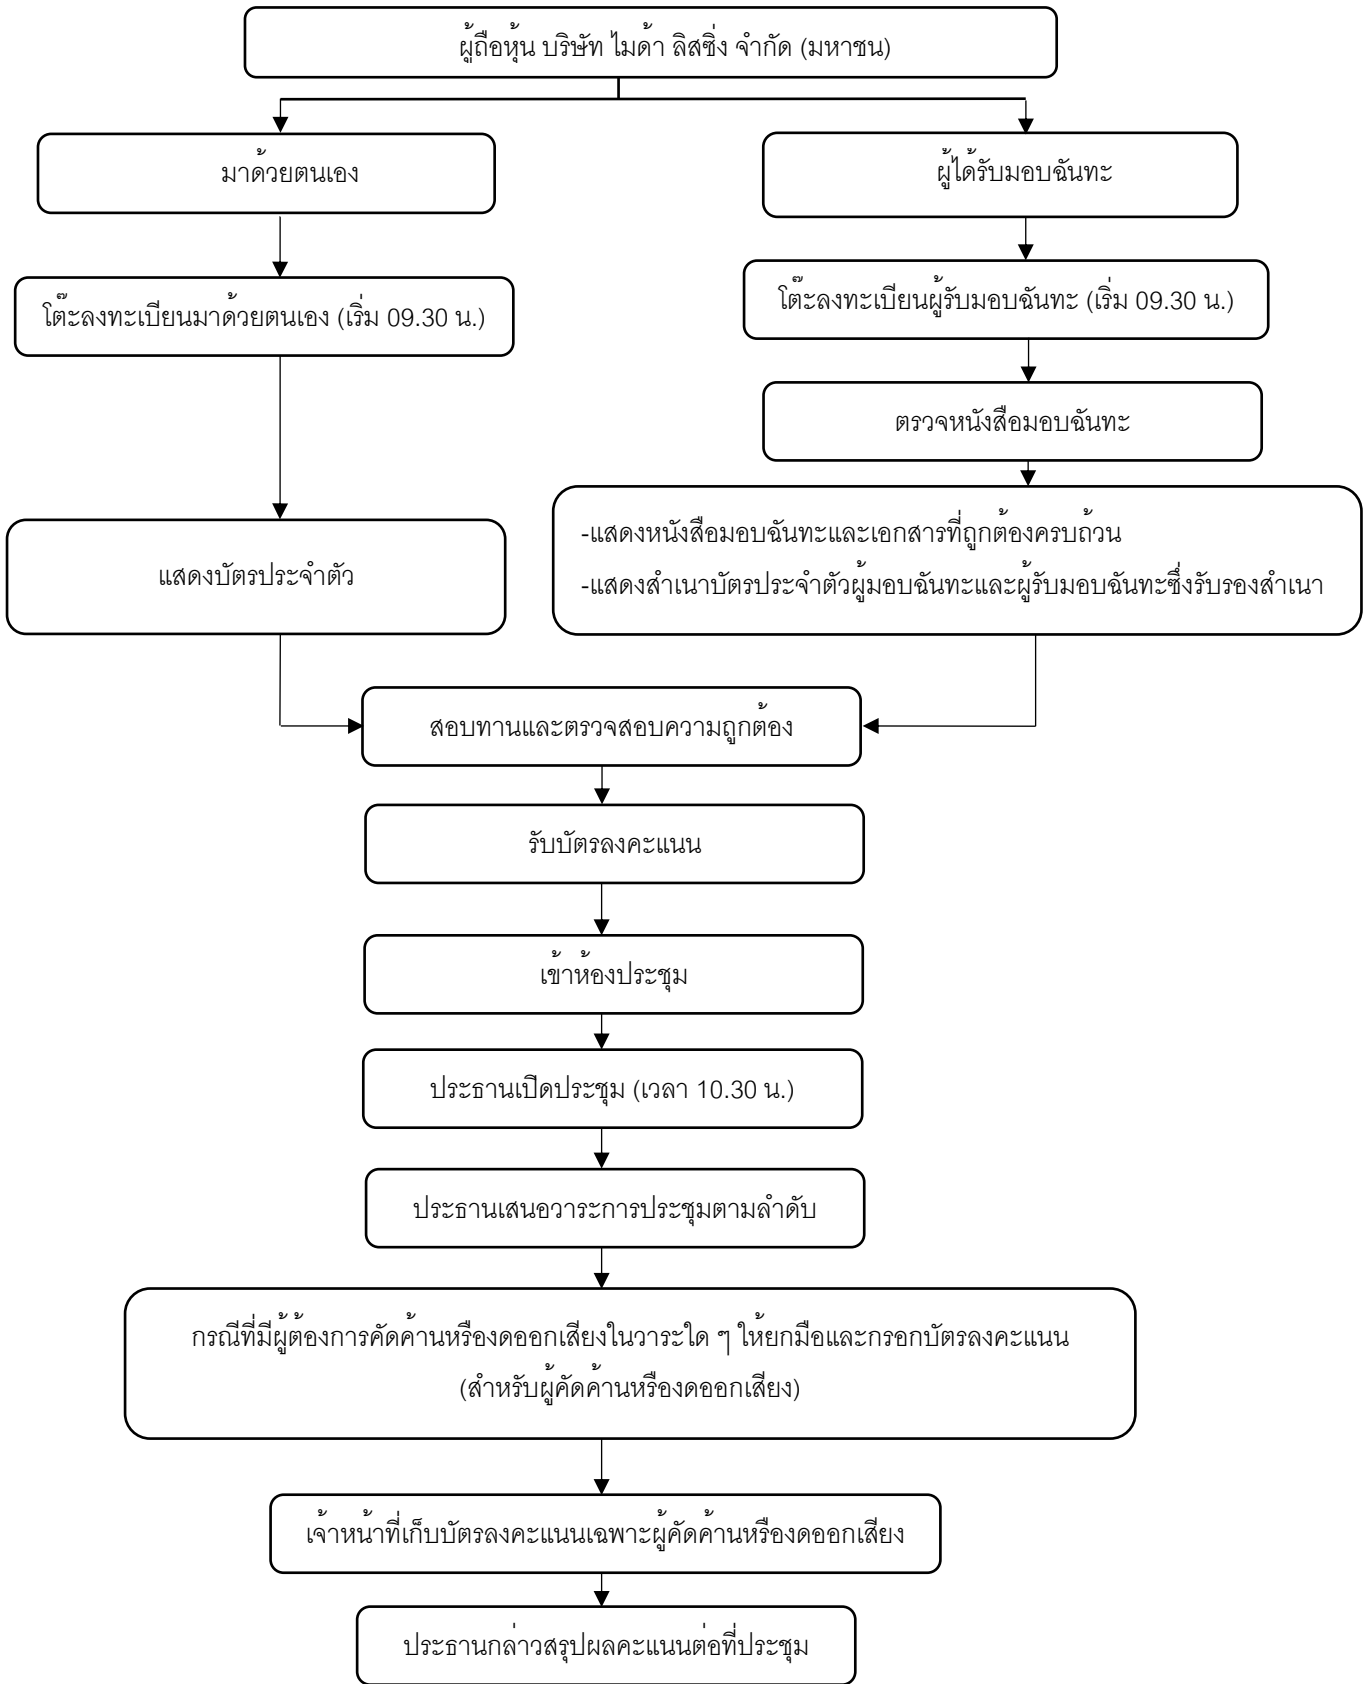 ผู้ถือหุ้น บริษัท ไมด้า ลิสซิ่ง จำกัด (มหาชน)
มาด้วยตนเอง
ผู้ได้รับมอบฉันทะ
โต๊ะลงทะเบียนมาด้วยตนเอง (เริ่ม 09.30 น.)
โต๊ะลงทะเบียนผู้รับมอบฉันทะ (เริ่ม 09.30 น.)
ตรวจหนังสือมอบฉันทะ
แสดงบัตรประจำตัว
-แสดงหนังสือมอบฉันทะและเอกสารที่ถูกต้องครบถ้วน
-แสดงสำเนาบัตรประจำตัวผู้มอบฉันทะและผู้รับมอบฉันทะซึ่งรับรองสำเนา
สอบทานและตรวจสอบความถูกต้อง
รับบัตรลงคะแนน
เข้าห้องประชุม
ประธานเปิดประชุม (เวลา 10.30 น.)
ประธานเสนอวาระการประชุมตามลำดับ
กรณีที่มีผู้ต้องการคัดค้านหรืองดออกเสียงในวาระใด ๆ ให้ยกมือและกรอกบัตรลงคะแนน
(สำหรับผู้คัดค้านหรืองดออกเสียง)
เจ้าหน้าที่เก็บบัตรลงคะแนนเฉพาะผู้คัดค้านหรืองดออกเสียง
ประธานกล่าวสรุปผลคะแนนต่อที่ประชุม